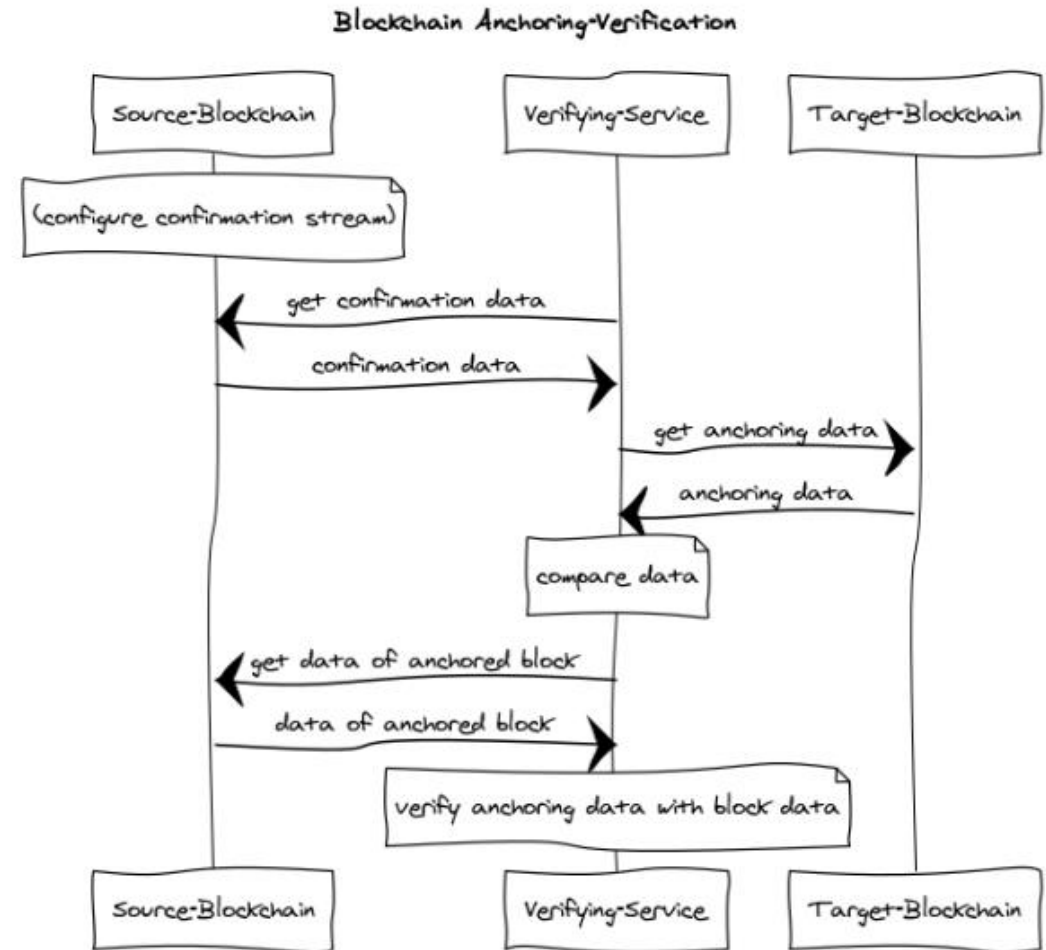 Blockchain Anchoring-Verification
Source-Blockchain
Verifying-Service
Target-Blockchain
(configure confirmation stream)
get confirmation data
confirmation data
get anchoring data
anchoring data
compare data
get data of anchored block
data of anchored block
verify anchoring data with block data
Source-Blockchain
Verifying-Service
Target-Blockchain